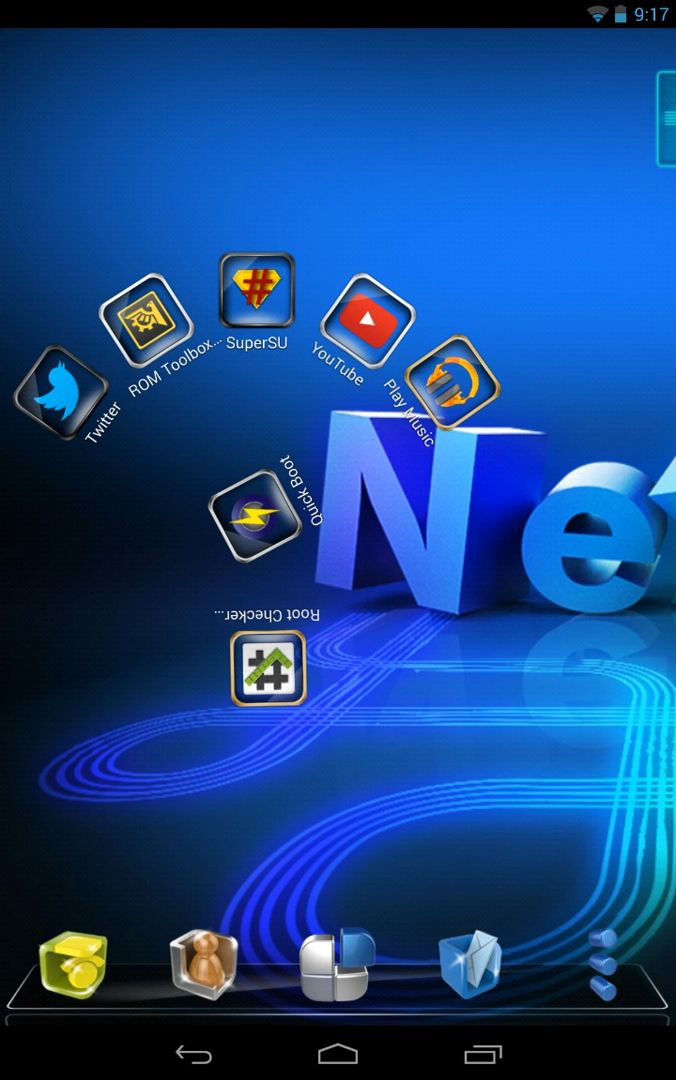 9:17
Twitter
ROM Toolbox...
SuperSU
YouTube
Play Music
Quick Boot
Root Checker...
Ne